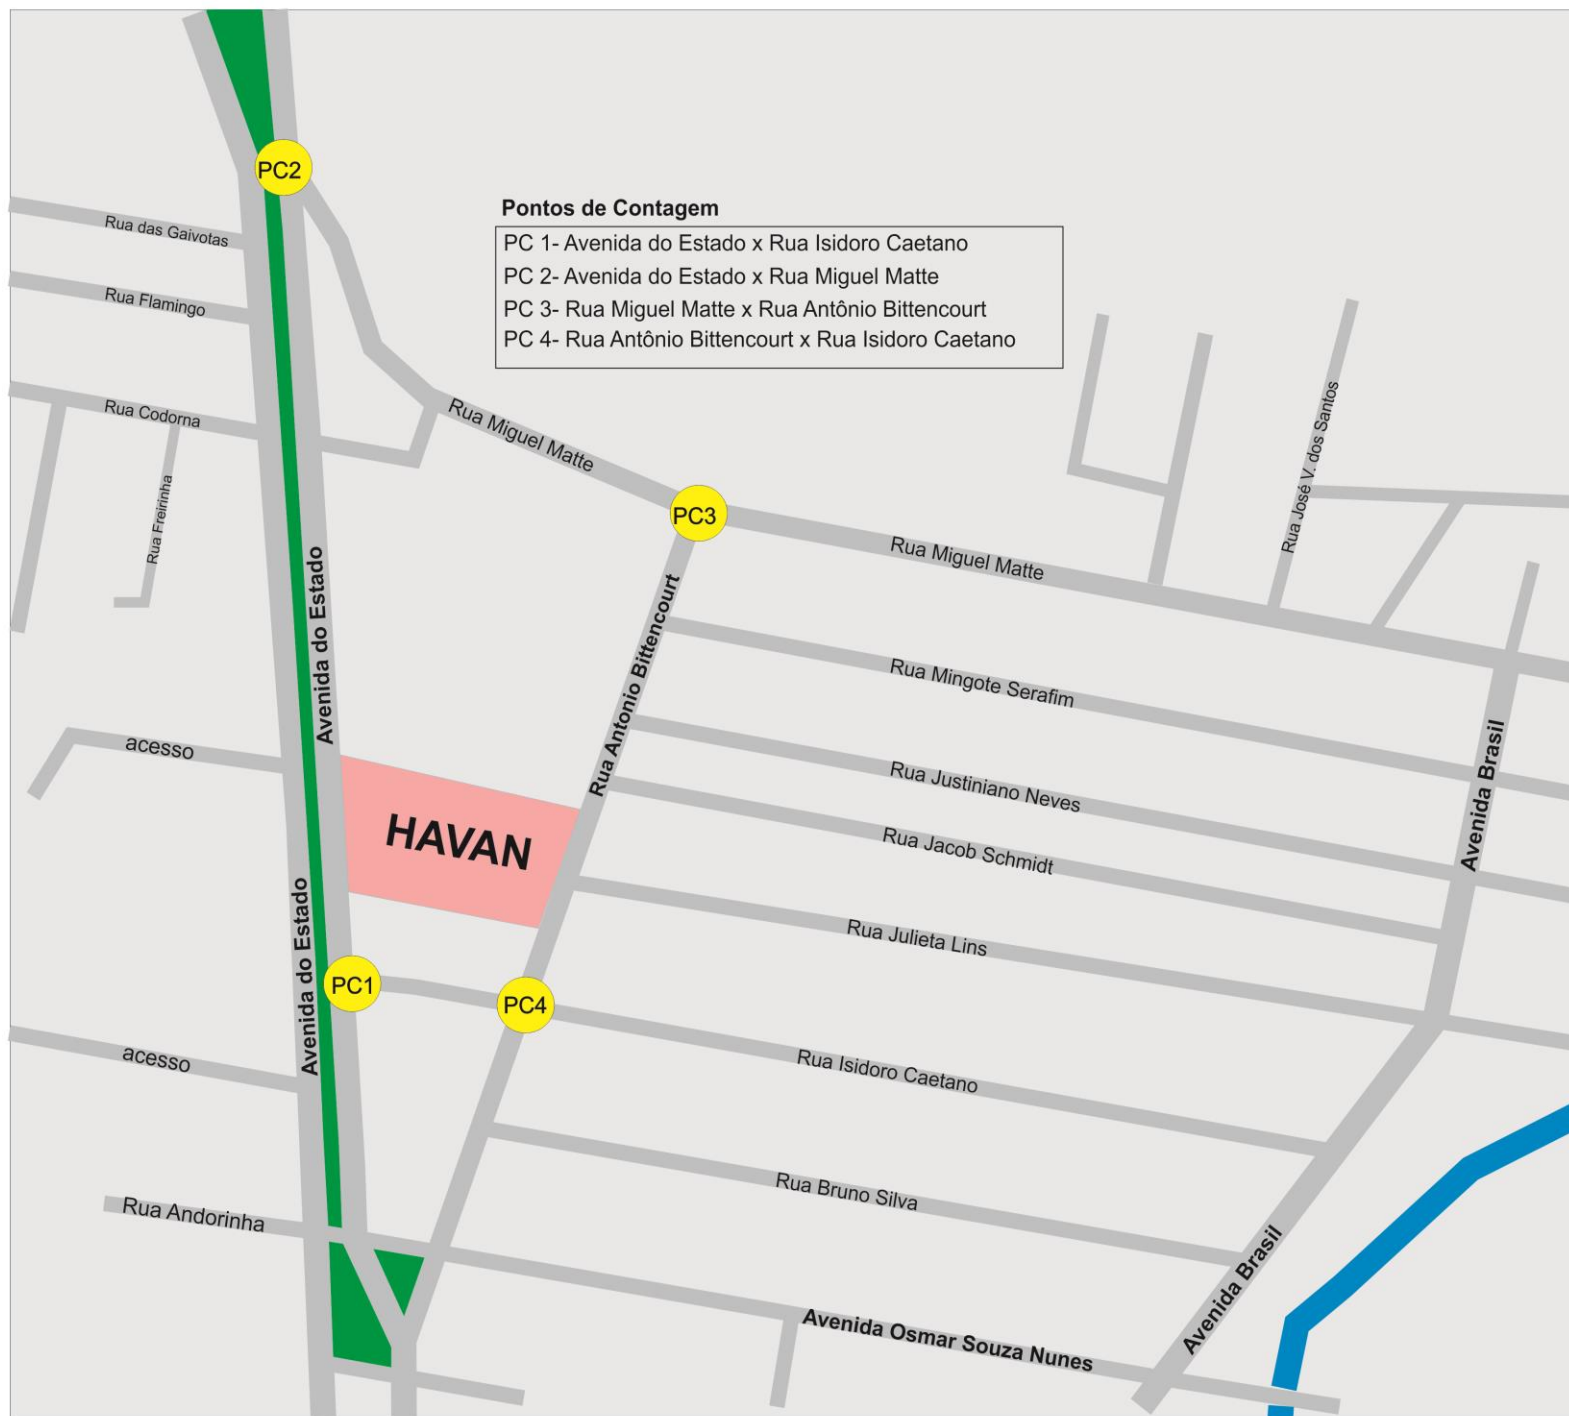 PC2
Pontos de Contagem
PC 1- Avenida do Estado x Rua Isidoro Caetano
PC 2- Avenida do Estado x Rua Miguel Matte
PC 3- Rua Miguel Matte x Rua Antônio Bittencourt
PC 4- Rua Antônio Bittencourt x Rua Isidoro Caetano
Rua das Gaivotas
Rua Flamingo
Rua Codorna
Rua Miguel Matte
Rua José V. dos Santos
Rua Freirinha
PC3
Rua Miguel Matte
Avenida do Estado
Rua Antonio Bittencourt
Rua Mingote Serafim
acesso
Rua Justiniano Neves
Avenida Brasil
HAVAN
Rua Jacob Schmidt
Avenida do Estado
Rua Julieta Lins
PC1
PC4
acesso
Rua Isidoro Caetano
Rua Bruno Silva
Rua Andorinha
Avenida Brasil
Avenida Osmar Souza Nunes